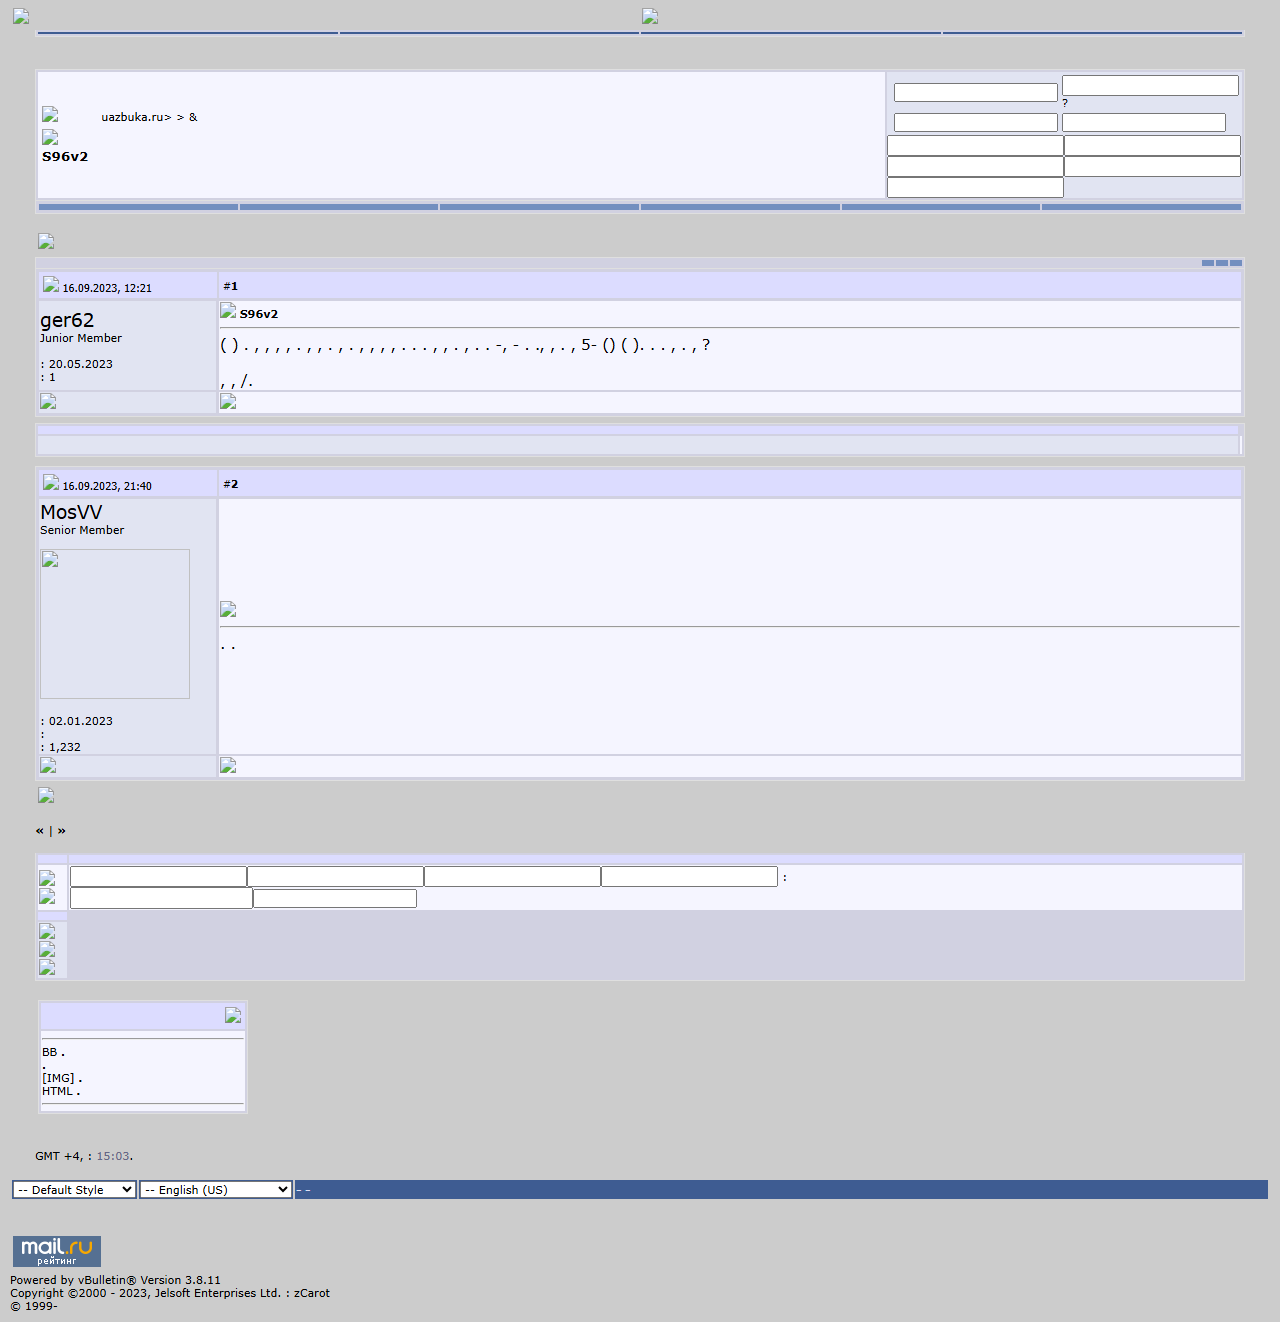 uazbuka.ru> > &
S96v2
?
16.09.2023, 12:21
#1
ger62
Junior Member
: 20.05.2023
: 1
S96v2
( ) . , , , , . , , . , . , , , , . . . , , . , . . -, - . ., , . , 5- () ( ). . . , . , ?
, , /.
16.09.2023, 21:40
#2
MosVV
Senior Member
: 02.01.2023
:
: 1,232
. .
« | »
:
BB .
.
[IMG] .
HTML .
GMT +4, : 15:03.
-- Default Style
-- English (US)
- -
mail.ru
рейтинг
Powered by vBulletin® Version 3.8.11
Copyright ©2000 - 2023, Jelsoft Enterprises Ltd. : zCarot
© 1999-